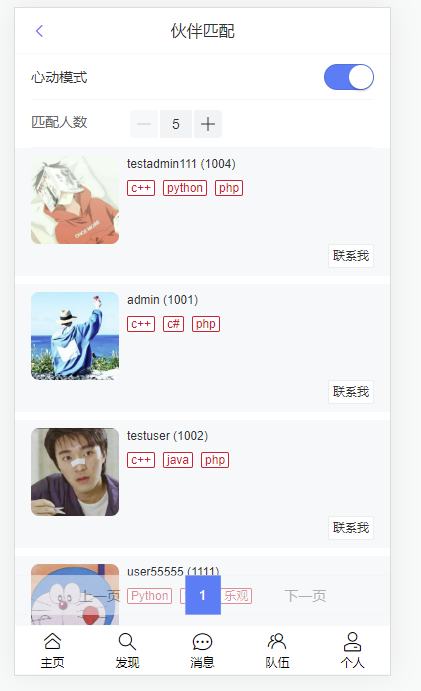 伙伴匹配
心动模式
匹配人数 5
testadmin111 (1004)
c++ python php
联系我
admin (1001)
c++ c# php
联系我
testuser (1002)
c++ java php
联系我
user55555 (1111)
Python 乐观
上一页 1 下一页
主页 发现 消息 队伍 个人